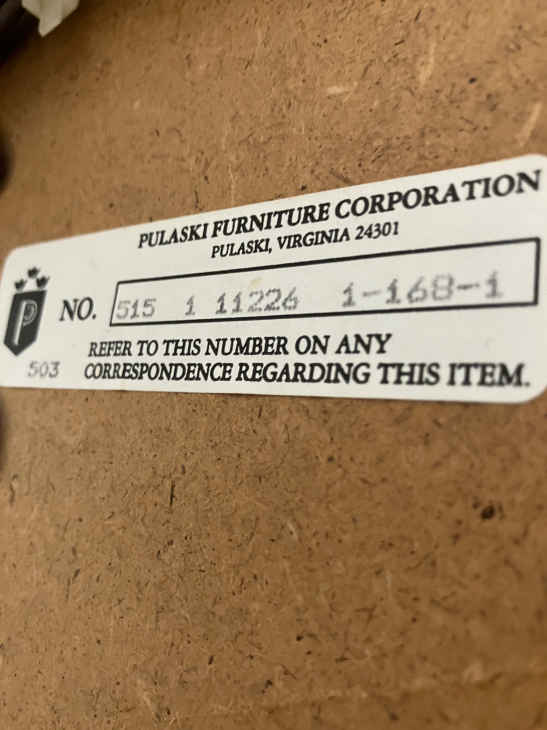 PULASKI FURNITURE CORPORATION
PULASKI, VIRGINIA 24301
P
NO. 515 1 11226 1-168-1
REFER TO THIS NUMBER ON ANY
503 CORRESPONDENCE REGARDING THIS ITEM.